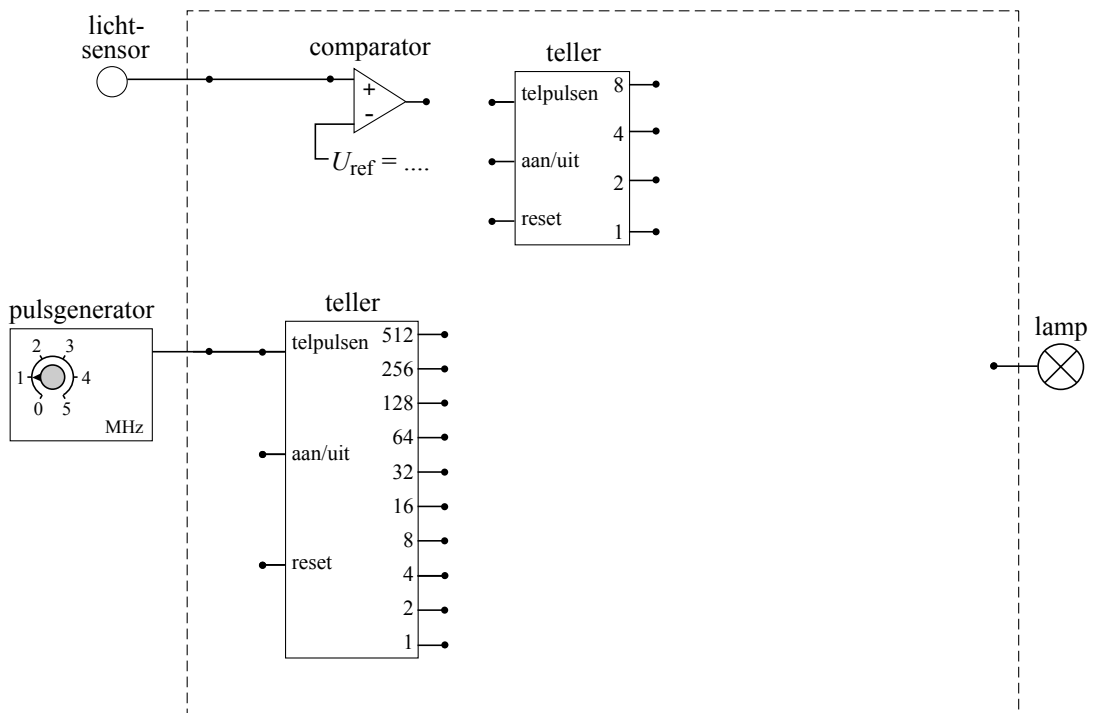 licht-
sensor
comparator
+
-
U_ref = ....
teller
telpulsen
aan/uit
reset
8
4
2
1
pulsgenerator
0
1
2
3
4
5
MHz
teller
telpulsen
aan/uit
reset
512
256
128
64
32
16
8
4
2
1
lamp